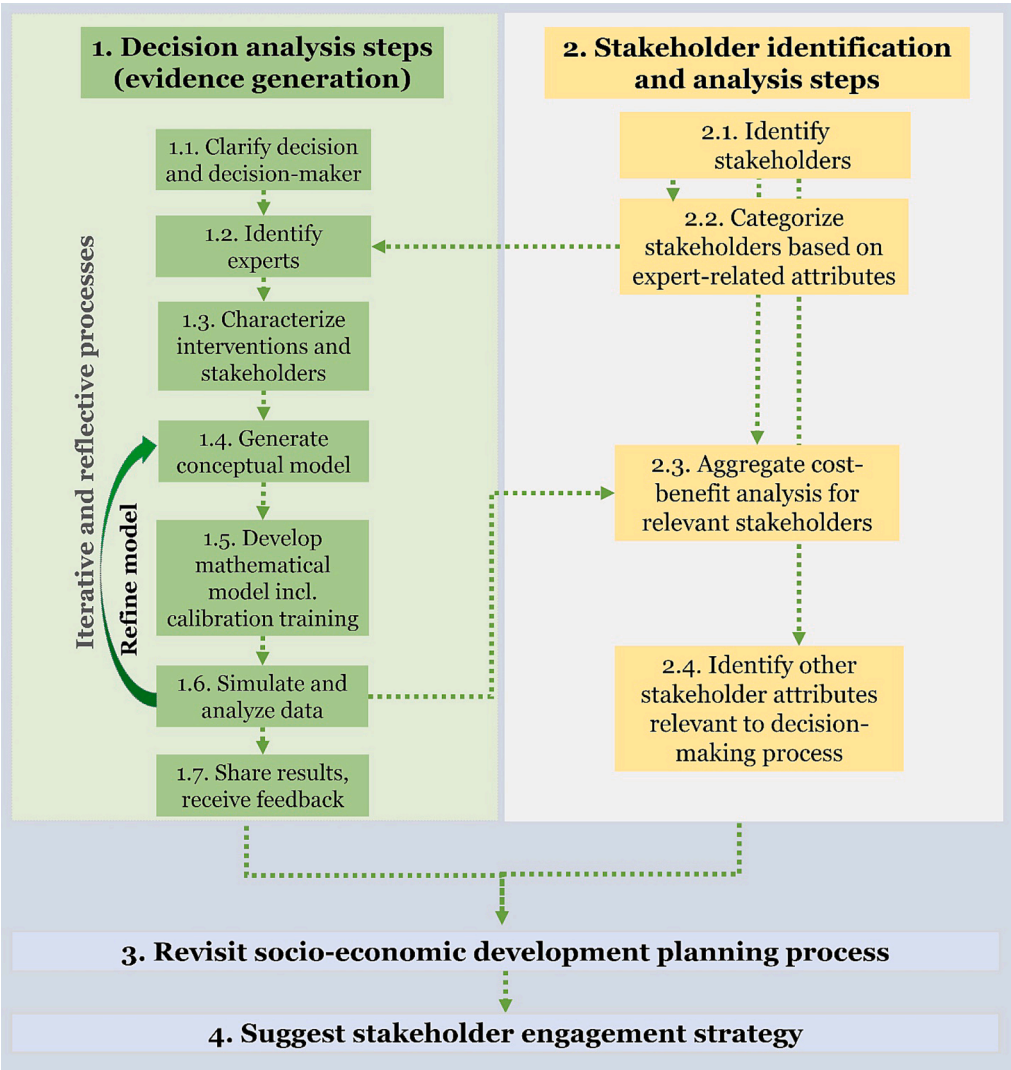 1. Decision analysis steps
(evidence generation)
1.1. Clarify decision
and decision-maker
1.2. Identify
experts
1.3. Characterize
interventions and
stakeholders
1.4. Generate
conceptual model
1.5. Develop
mathematical
model incl.
calibration training
1.6. Simulate and
analyze data
1.7. Share results,
receive feedback
Iterative and reflective processes
Refine model
2. Stakeholder identification
and analysis steps
2.1. Identify
stakeholders
2.2. Categorize
stakeholders based on
expert-related attributes
2.3. Aggregate cost-
benefit analysis for
relevant stakeholders
2.4. Identify other
stakeholder attributes
relevant to decision-
making process
3. Revisit socio-economic development planning process
4. Suggest stakeholder engagement strategy